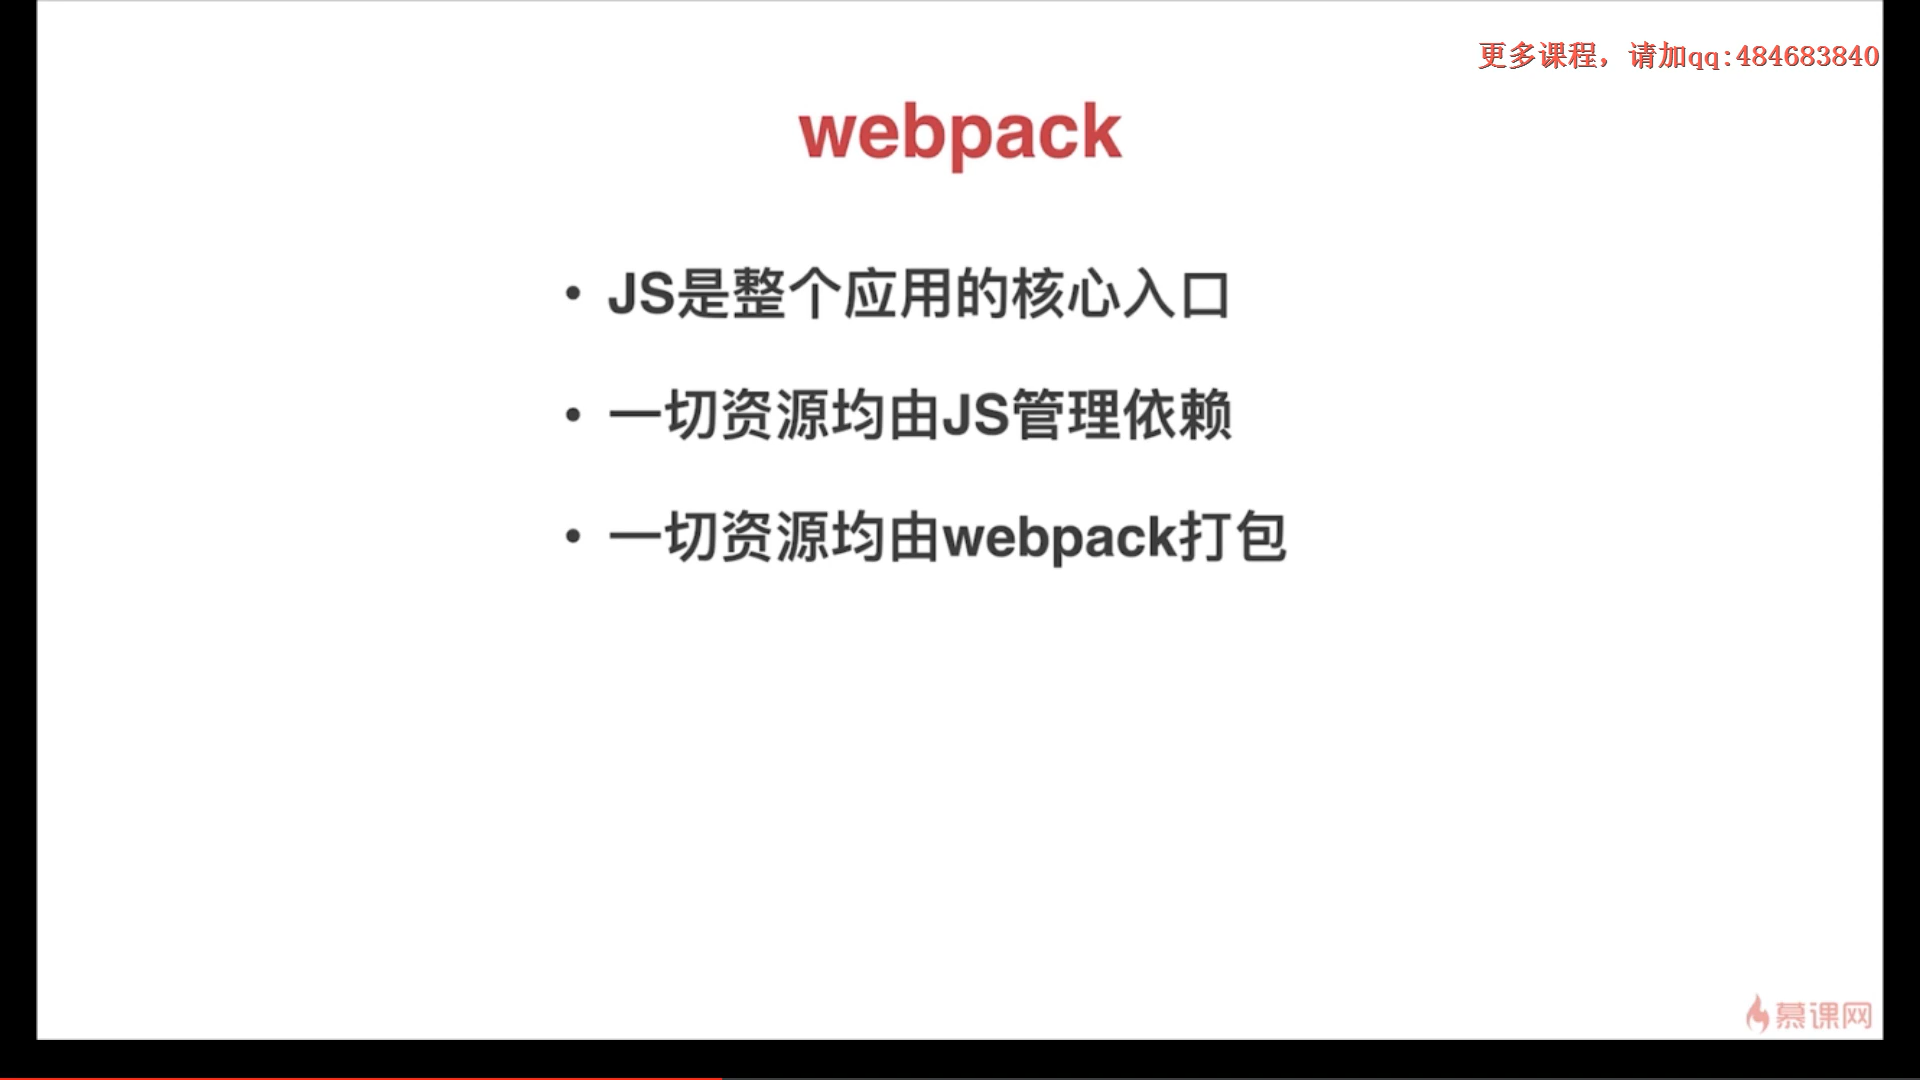 更多课程，请加qq:484683840
webpack
• JS是整个应用的核心入口
• 一切资源均由JS管理依赖
• 一切资源均由webpack打包
慕课网